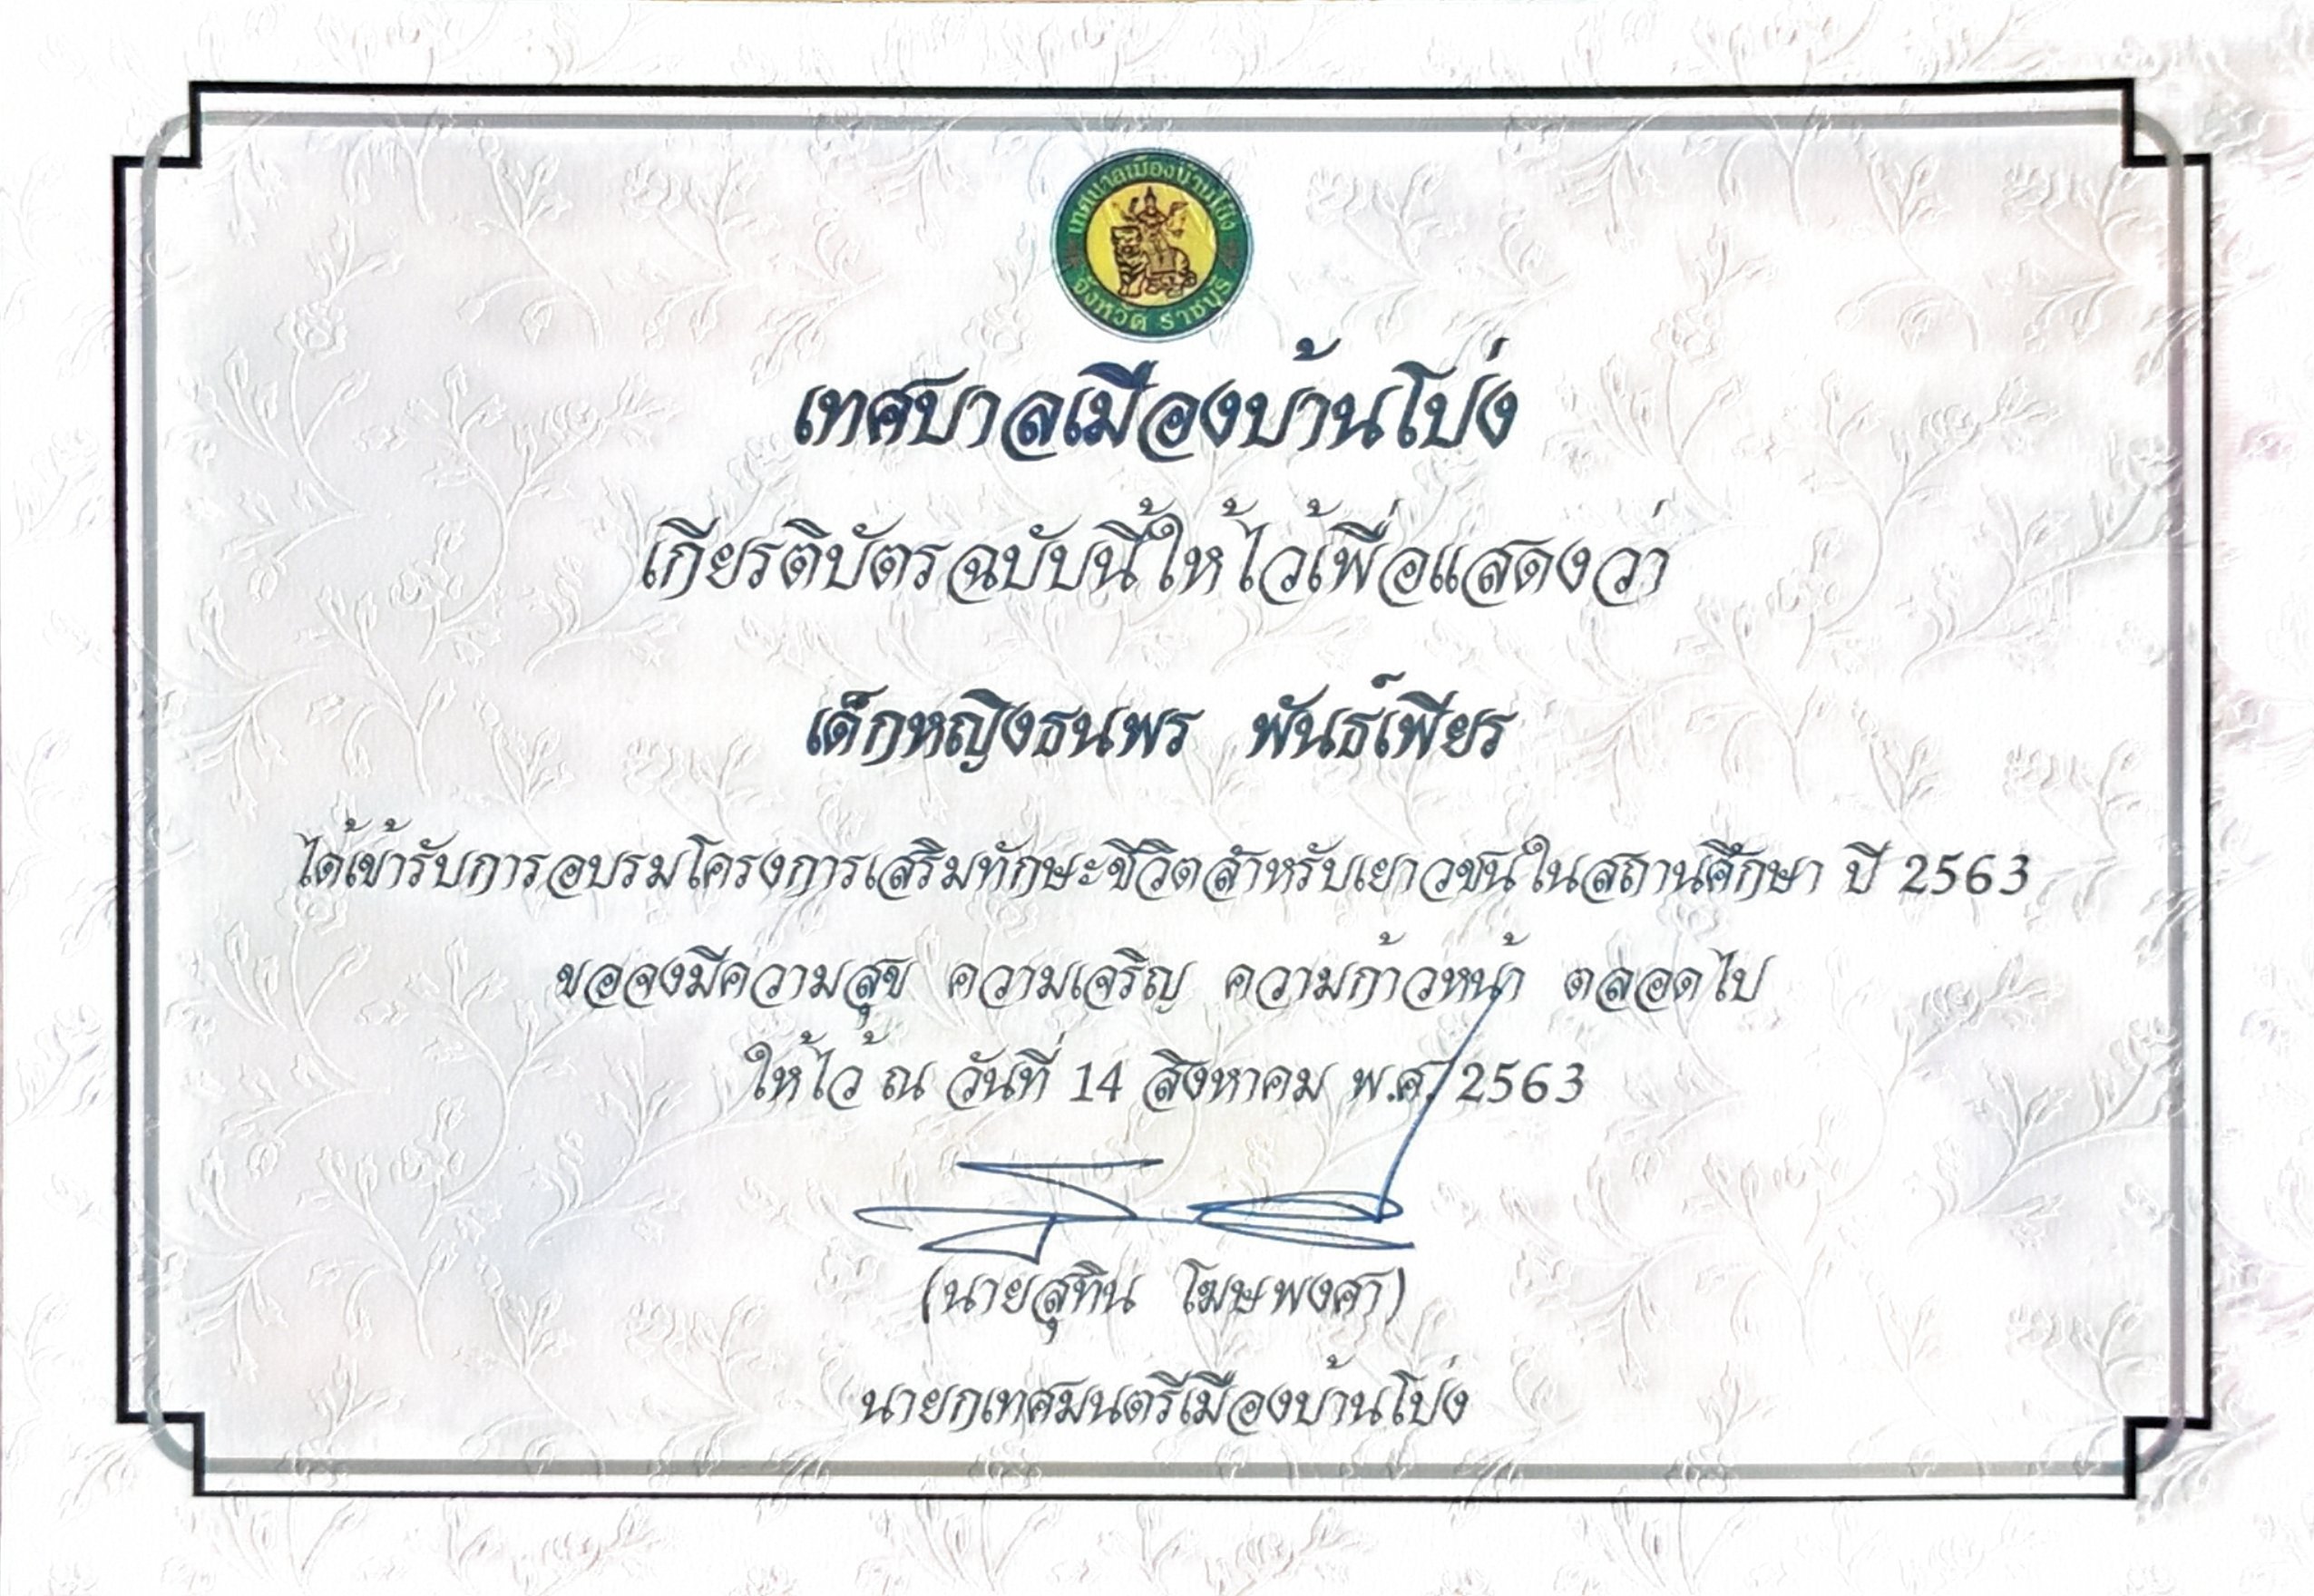 เทศบาลเมืองบ้านโป่ง
จังหวัด ราชบุรี
เทศบาลเมืองบ้านโป่ง
เกียรติบัตรฉบับนี้ให้ไว้เพื่อแสดงว่า
เด็กหญิงธนพร พันธ์เพียร
ได้เข้ารับการอบรมโครงการเสริมทักษะชีวิตสำหรับเยาวชนในสถานศึกษา ปี 2563
ขอจงมีความสุข ความเจริญ ความก้าวหน้า ตลอดไป
ให้ไว้ ณ วันที่ 14 สิงหาคม พ.ศ. 2563
(นายสุทิน โฆษพงศา)
นายกเทศมนตรีเมืองบ้านโป่ง